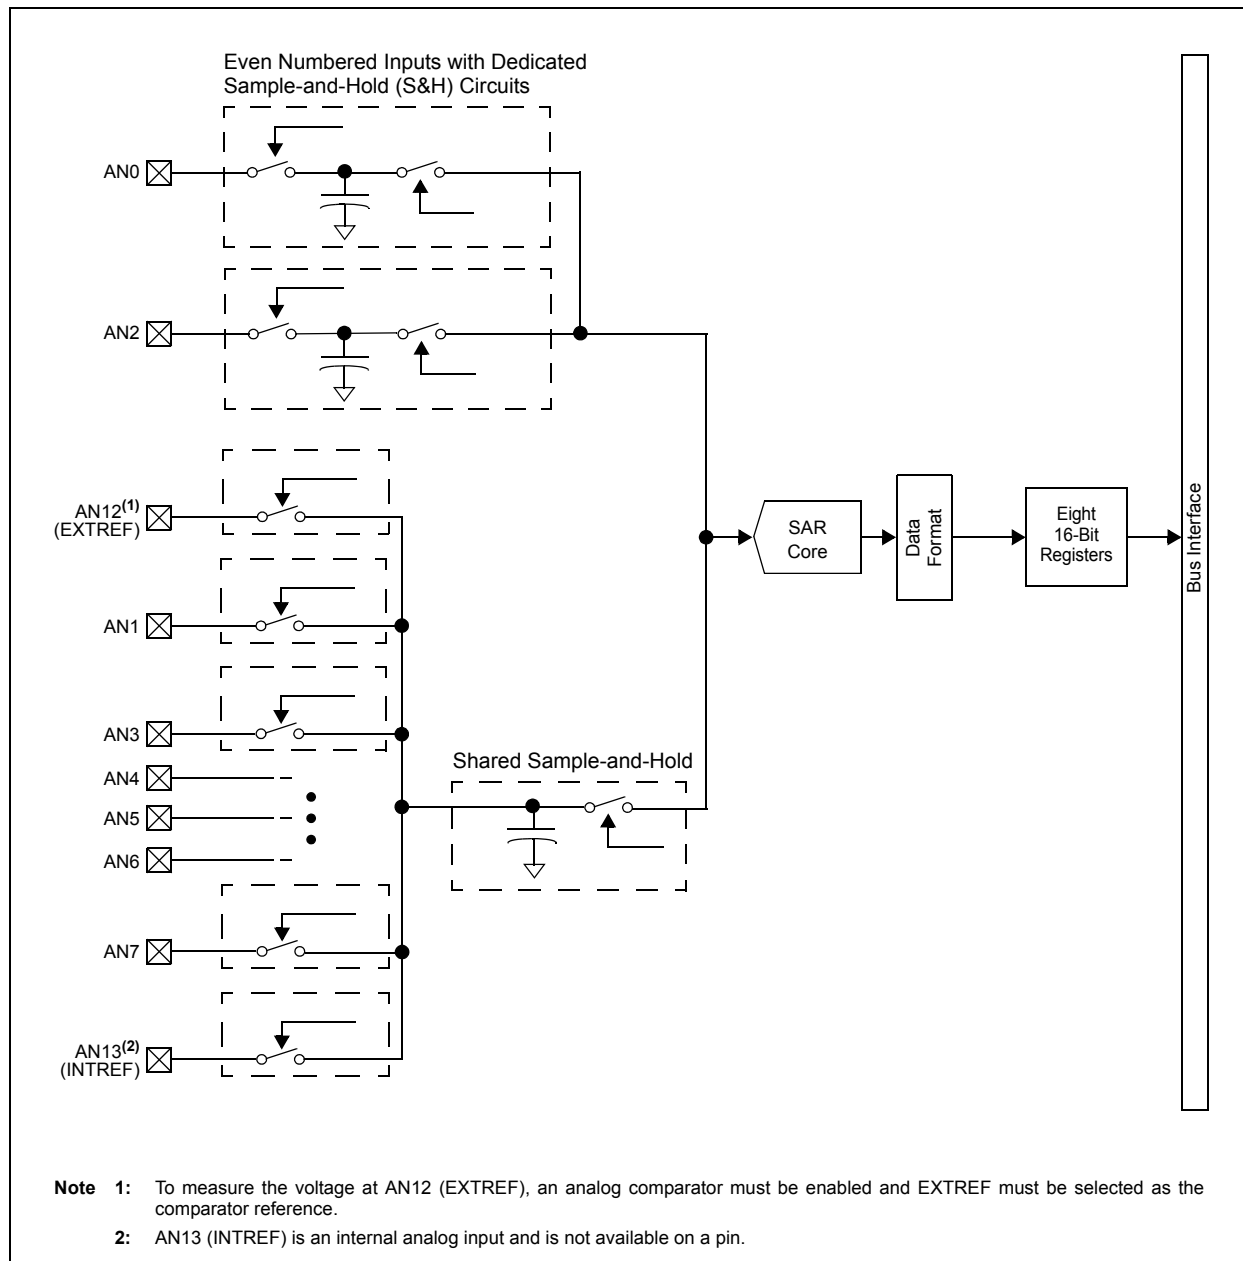 Even Numbered Inputs with Dedicated
Sample-and-Hold (S&H) Circuits
AN0
AN2
AN12(1)
(EXTREF)
AN1
AN3
AN4
AN5
AN6
AN7
AN13(2)
(INTREF)
Shared Sample-and-Hold
SAR
Core
Data
Format
Eight
16-Bit
Registers
Bus Interface
Note 1: To measure the voltage at AN12 (EXTREF), an analog comparator must be enabled and EXTREF must be selected as the
comparator reference.
2: AN13 (INTREF) is an internal analog input and is not available on a pin.